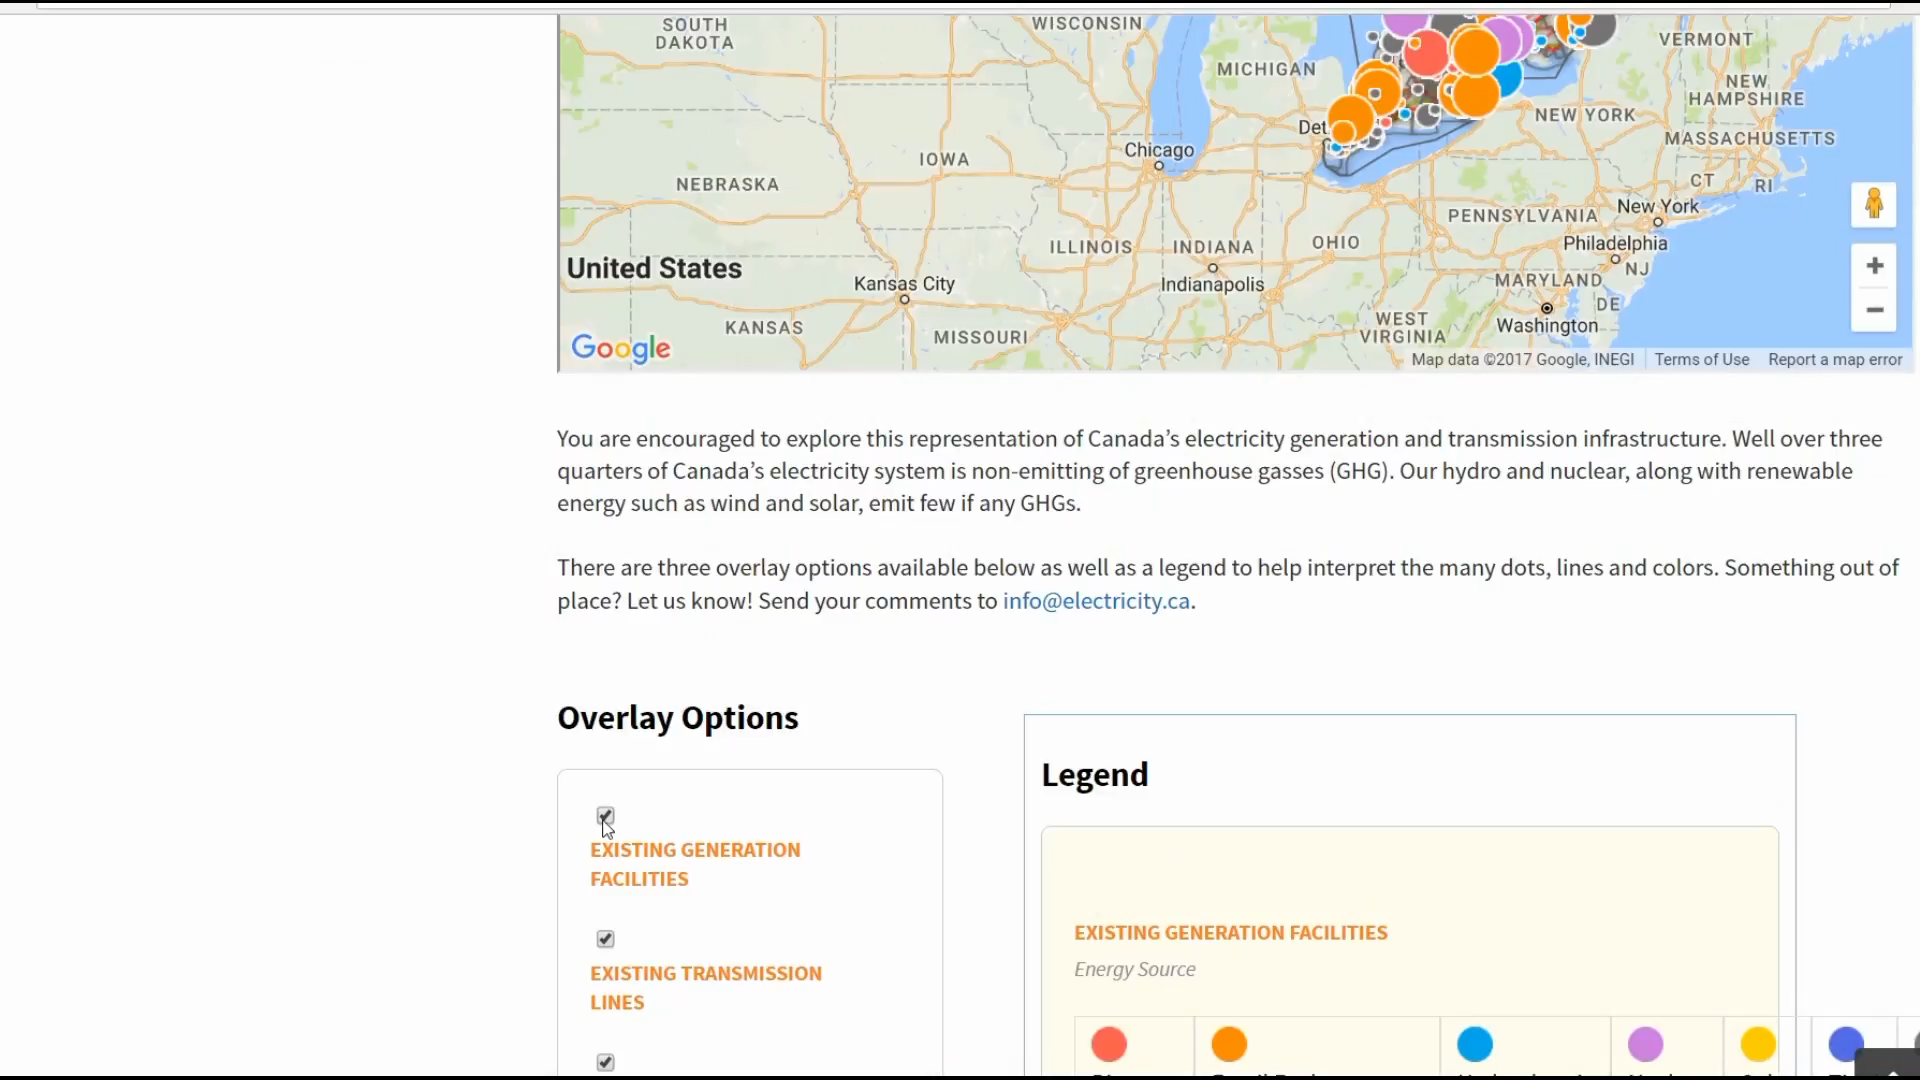 SOUTH
DAKOTA
WISCONSIN
VERMONT
MICHIGAN
NEW
HAMPSHIRE
NEW YORK
MASSACHUSETTS
Chicago
IOWA
NEBRASKA
CT
RI
PENNSYLVANIA
New York
ILLINOIS
INDIANA
OHIO
Philadelphia
NJ
United States
Kansas City
Indianapolis
MARYLAND
DE
KANSAS
MISSOURI
WEST
VIRGINIA
Washington
Google
Map data ©2017 Google, INEGI Terms of Use Report a map error
You are encouraged to explore this representation of Canada's electricity generation and transmission infrastructure. Well over three
quarters of Canada's electricity system is non-emitting of greenhouse gasses (GHG). Our hydro and nuclear, along with renewable
energy such as wind and solar, emit few if any GHGs.
There are three overlay options available below as well as a legend to help interpret the many dots, lines and colors. Something out of
place? Let us know! Send your comments to info@electricity.ca.
Overlay Options
EXISTING GENERATION
FACILITIES
EXISTING TRANSMISSION
LINES
Legend
EXISTING GENERATION FACILITIES
Energy Source